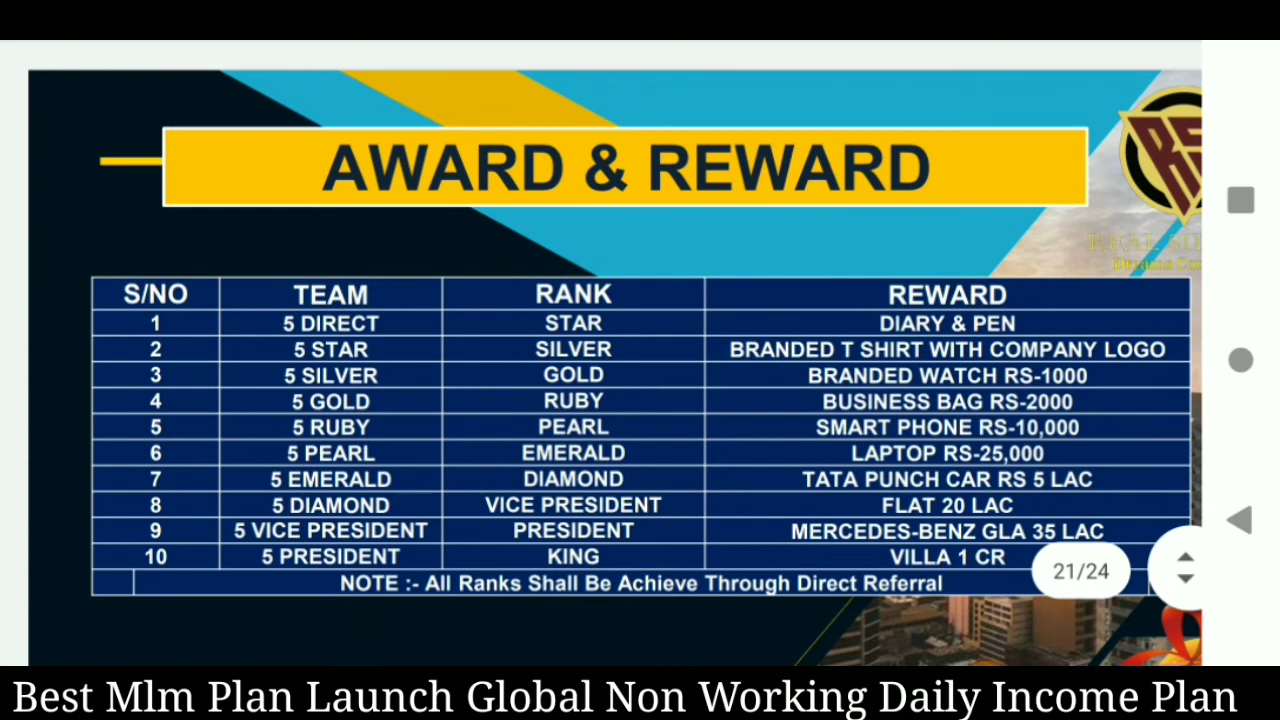 AWARD & REWARD
S/NO TEAM RANK REWARD
1 5 DIRECT STAR DIARY & PEN
2 5 STAR SILVER BRANDED T SHIRT WITH COMPANY LOGO
3 5 SILVER GOLD BRANDED WATCH RS-1000
4 5 GOLD RUBY BUSINESS BAG RS-2000
5 5 RUBY PEARL SMART PHONE RS-10,000
6 5 PEARL EMERALD LAPTOP RS-25,000
7 5 EMERALD DIAMOND TATA PUNCH CAR RS 5 LAC
8 5 DIAMOND VICE PRESIDENT FLAT 20 LAC
9 5 VICE PRESIDENT PRESIDENT MERCEDES-BENZ GLA 35 LAC
10 5 PRESIDENT KING VILLA 1 CR
NOTE :- All Ranks Shall Be Achieve Through Direct Referral
21/24
Best Mlm Plan Launch Global Non Working Daily Income Plan